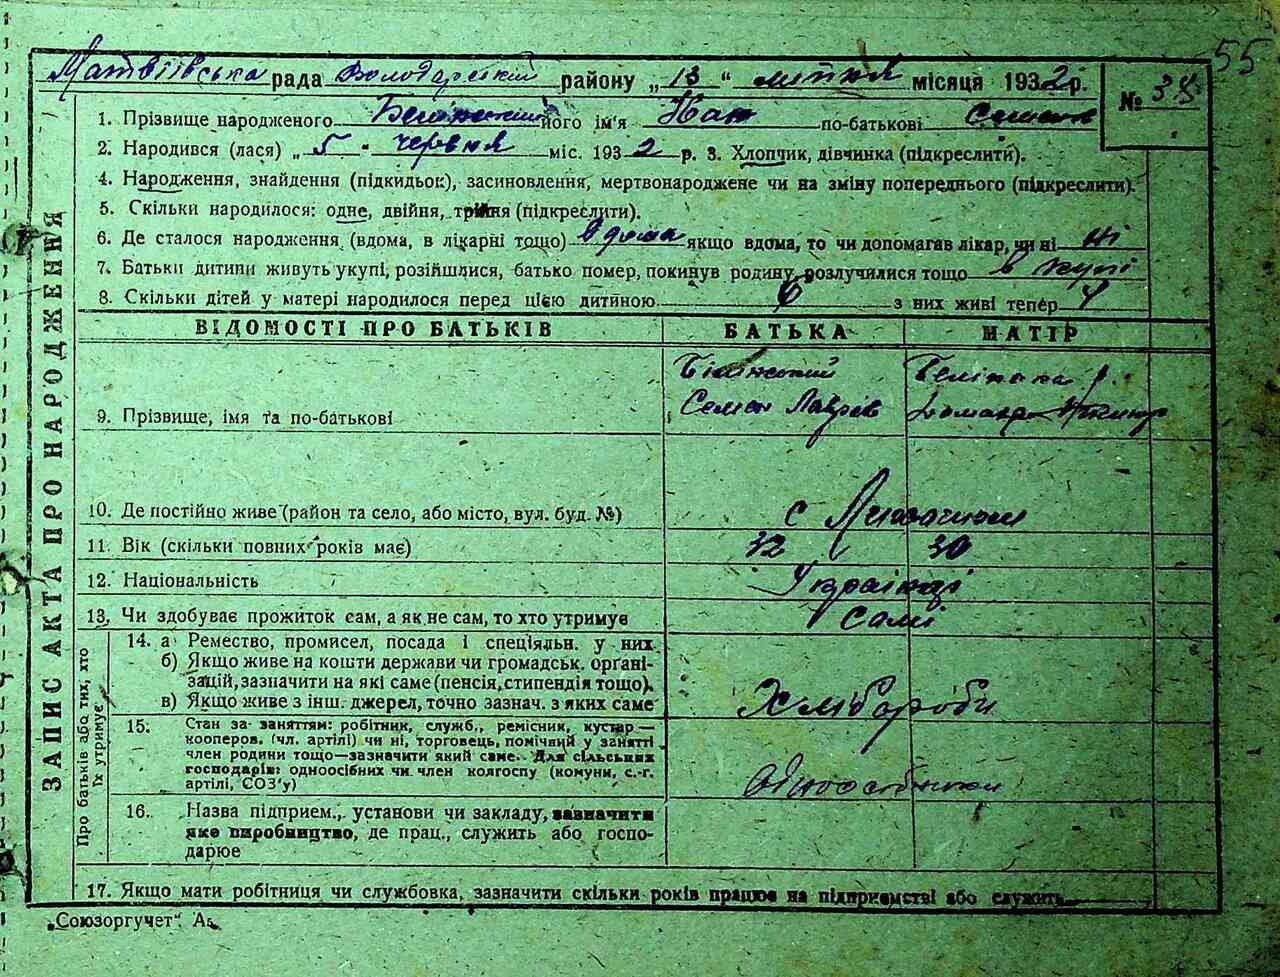 55
Матвіївська рада Володарський району „13“ липня місяця 1932 р. № 38
1. Прізвище народженого його ім'я Иван по-батькові Семенов
2. Народився (лася) „5“ червня міс. 1932 р. 3. Хлопчик, дівчинка (підкреслити).
4. Народження, знайдення (підкидьок), засиновлення, мертвонароджене чи на зміну попереднього (підкреслити).
5. Скільки народилося: одне, двійня, трійня (підкреслити).
6. Де сталося народження (вдома, в лікарні тощо) вдома якщо вдома, то чи допомагав лікар, чи ні ні
7. Батьки дитини живуть укупі, розійшлися, батько помер, покинув родину, розлучилися тощо в купі
8. Скільки дітей у матері народилося перед цією дитиною 6 з них живі тепер 4
ВІДОМОСТІ ПРО БАТЬКІВ БАТЬКА МАТІР
9. Прізвище, імя та по-батькові Семен Лаврів
10. Де постійно живе (район та село, або місто, вул. буд. №) с
11. Вік (скільки повних років має) 32 30
12. Національність Українці
13. Чи здобуває прожиток сам, а як не сам, то хто утримує Самі
14. а Ремество, промисел, посада і спеціяльн. у них
б) Якщо живе на кошти держави чи громадськ. органі-
зацій, зазначити на які саме (пенсія, стипендія тощо).
в) Якщо живе з інш. джерел, точно зазнач. з яких саме Хлібороби
15. Стан за заняттям: робітник, служб., ремісник, кустар—
кооперов. (чл. артілі) чи ні, торговець, помічний у занятті
член родини тощо—зазначити який саме. Для сільських
господарів: одноосібних чи член колгоспу (комуни, с.-г.
артілі, СОЗ'у) Одноосібники
16. Назва підприєм., установи чи закладу, зазначити
яке виробництво, де прац., служить або госпо-
дарює
17. Якщо мати робітниця чи службовка, зазначити скільки років працює на підприємстві або служить
ЗАПИС АКТА ПРО НАРОДЖЕННЯ
Про батьків або тих, хто
їх утримує
„Союзоргучет“. А5